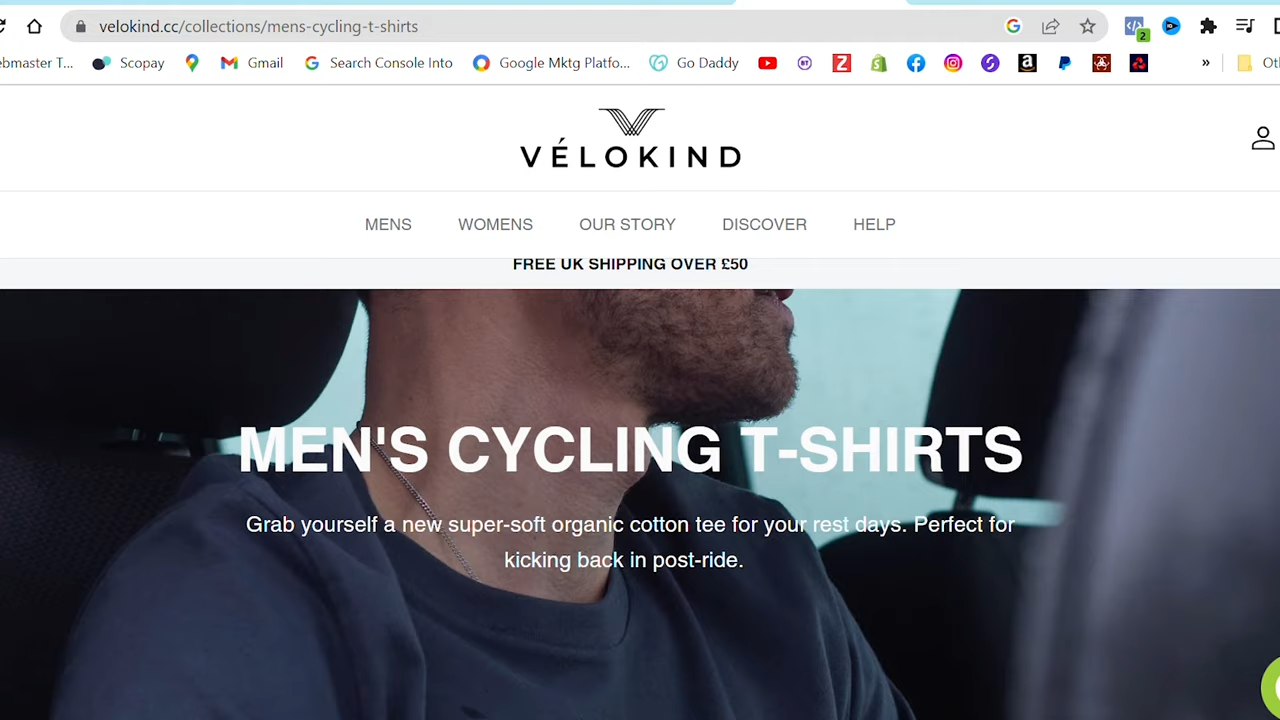 velokind.cc/collections/mens-cycling-t-shirts
2
ebmaster T... Scopay Gmail Search Console Into Google Mktg Platfo... Go Daddy » Ot
VÉLOKIND
MENS WOMENS OUR STORY DISCOVER HELP
FREE UK SHIPPING OVER £50
MEN'S CYCLING T-SHIRTS
Grab yourself a new super-soft organic cotton tee for your rest days. Perfect for
kicking back in post-ride.